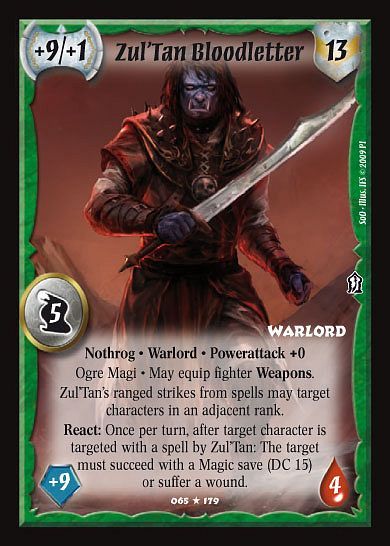 +9/+1
Zul'Tan Bloodletter
13
SoO • Illus. IFS © 2009 PI
5
WARLORD
Nothrog • Warlord • Powerattack +0
Ogre Magi • May equip fighter Weapons.
Zul'Tan's ranged strikes from spells may target
characters in an adjacent rank.
React: Once per turn, after target character is
targeted with a spell by Zul'Tan: The target
must succeed with a Magic save (DC 15)
or suffer a wound.
+9
4
065 ★ 179